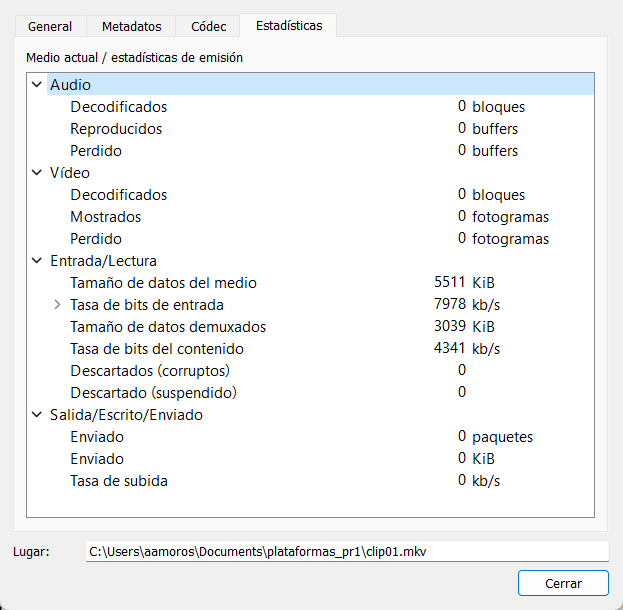 General Metadatos Códec Estadísticas
Medio actual / estadísticas de emisión
Audio
Decodificados 0 bloques
Reproducidos 0 buffers
Perdido 0 buffers
Vídeo
Decodificados 0 bloques
Mostrados 0 fotogramas
Perdido 0 fotogramas
Entrada/Lectura
Tamaño de datos del medio 5511 KiB
Tasa de bits de entrada 7978 kb/s
Tamaño de datos demuxados 3039 KiB
Tasa de bits del contenido 4341 kb/s
Descartados (corruptos) 0
Descartado (suspendido) 0
Salida/Escrito/Enviado
Enviado 0 paquetes
Enviado 0 KiB
Tasa de subida 0 kb/s
Lugar: C:\Users\aamoros\Documents\plataformas_pr1\clip01.mkv
Cerrar